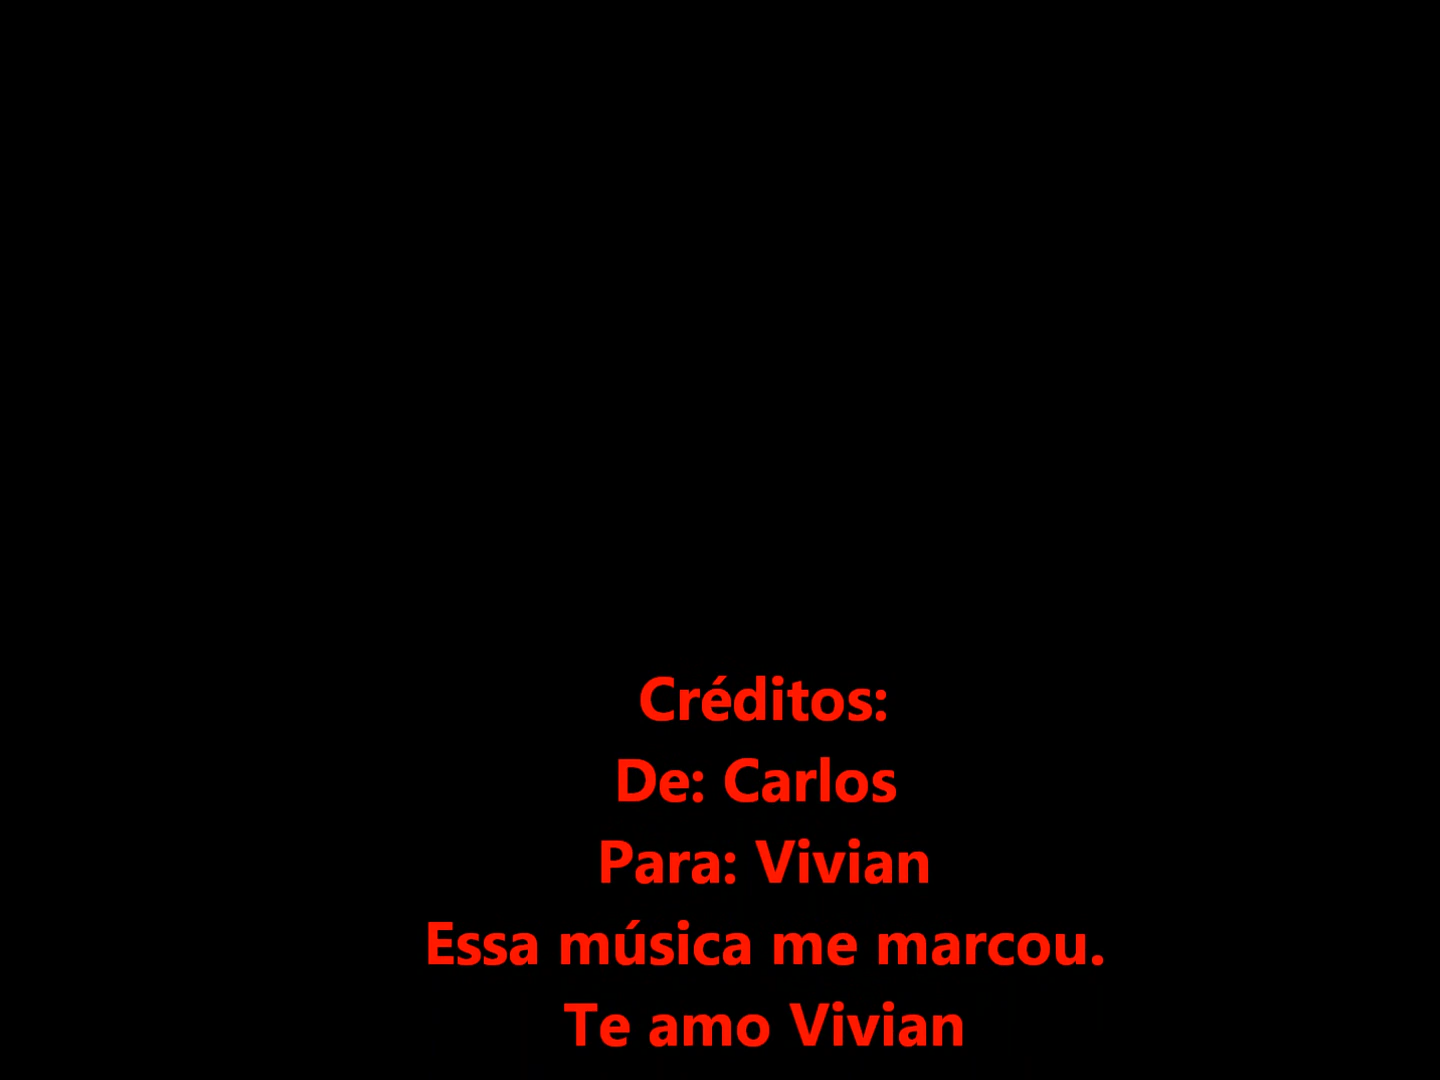 Créditos:
De: Carlos
Para: Vivian
Essa música me marcou.
Te amo Vivian